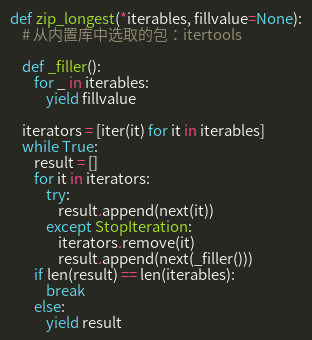 def zip_longest(*iterables, fillvalue=None):
    # 从内置库中选取的包：itertools

    def _filler():
        for _ in iterables:
            yield fillvalue

    iterators = [iter(it) for it in iterables]
    while True:
        result = []
        for it in iterators:
            try:
                result.append(next(it))
            except StopIteration:
                iterators.remove(it)
                result.append(next(_filler()))
        if len(result) == len(iterables):
            break
        else:
            yield result